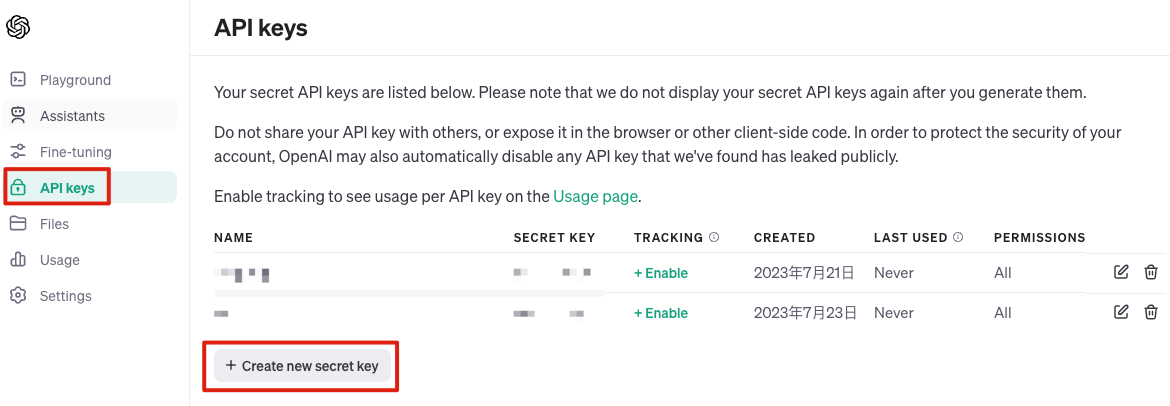 API keys
Playground
Assistants
Fine-tuning
API keys
Files
Usage
Settings
Your secret API keys are listed below. Please note that we do not display your secret API keys again after you generate them.
Do not share your API key with others, or expose it in the browser or other client-side code. In order to protect the security of your
account, OpenAI may also automatically disable any API key that we've found has leaked publicly.
Enable tracking to see usage per API key on the Usage page.
NAME SECRET KEY TRACKING CREATED LAST USED PERMISSIONS
+ Enable 2023年7月21日 Never All
+ Enable 2023年7月23日 Never All
+ Create new secret key